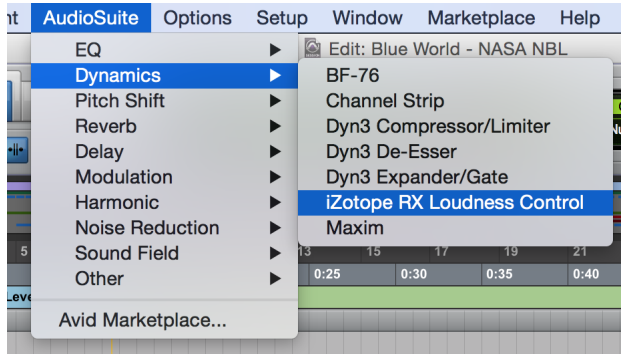 AudioSuite Options Setup Window Marketplace Help
Edit: Blue World - NASA NBL
EQ
Dynamics
Pitch Shift
Reverb
Delay
Modulation
Harmonic
Noise Reduction
Sound Field
Other
Avid Marketplace...
BF-76
Channel Strip
Dyn3 Compressor/Limiter
Dyn3 De-Esser
Dyn3 Expander/Gate
iZotope RX Loudness Control
Maxim
5 13 15 17 19 21
0:25 0:30 0:35 0:40